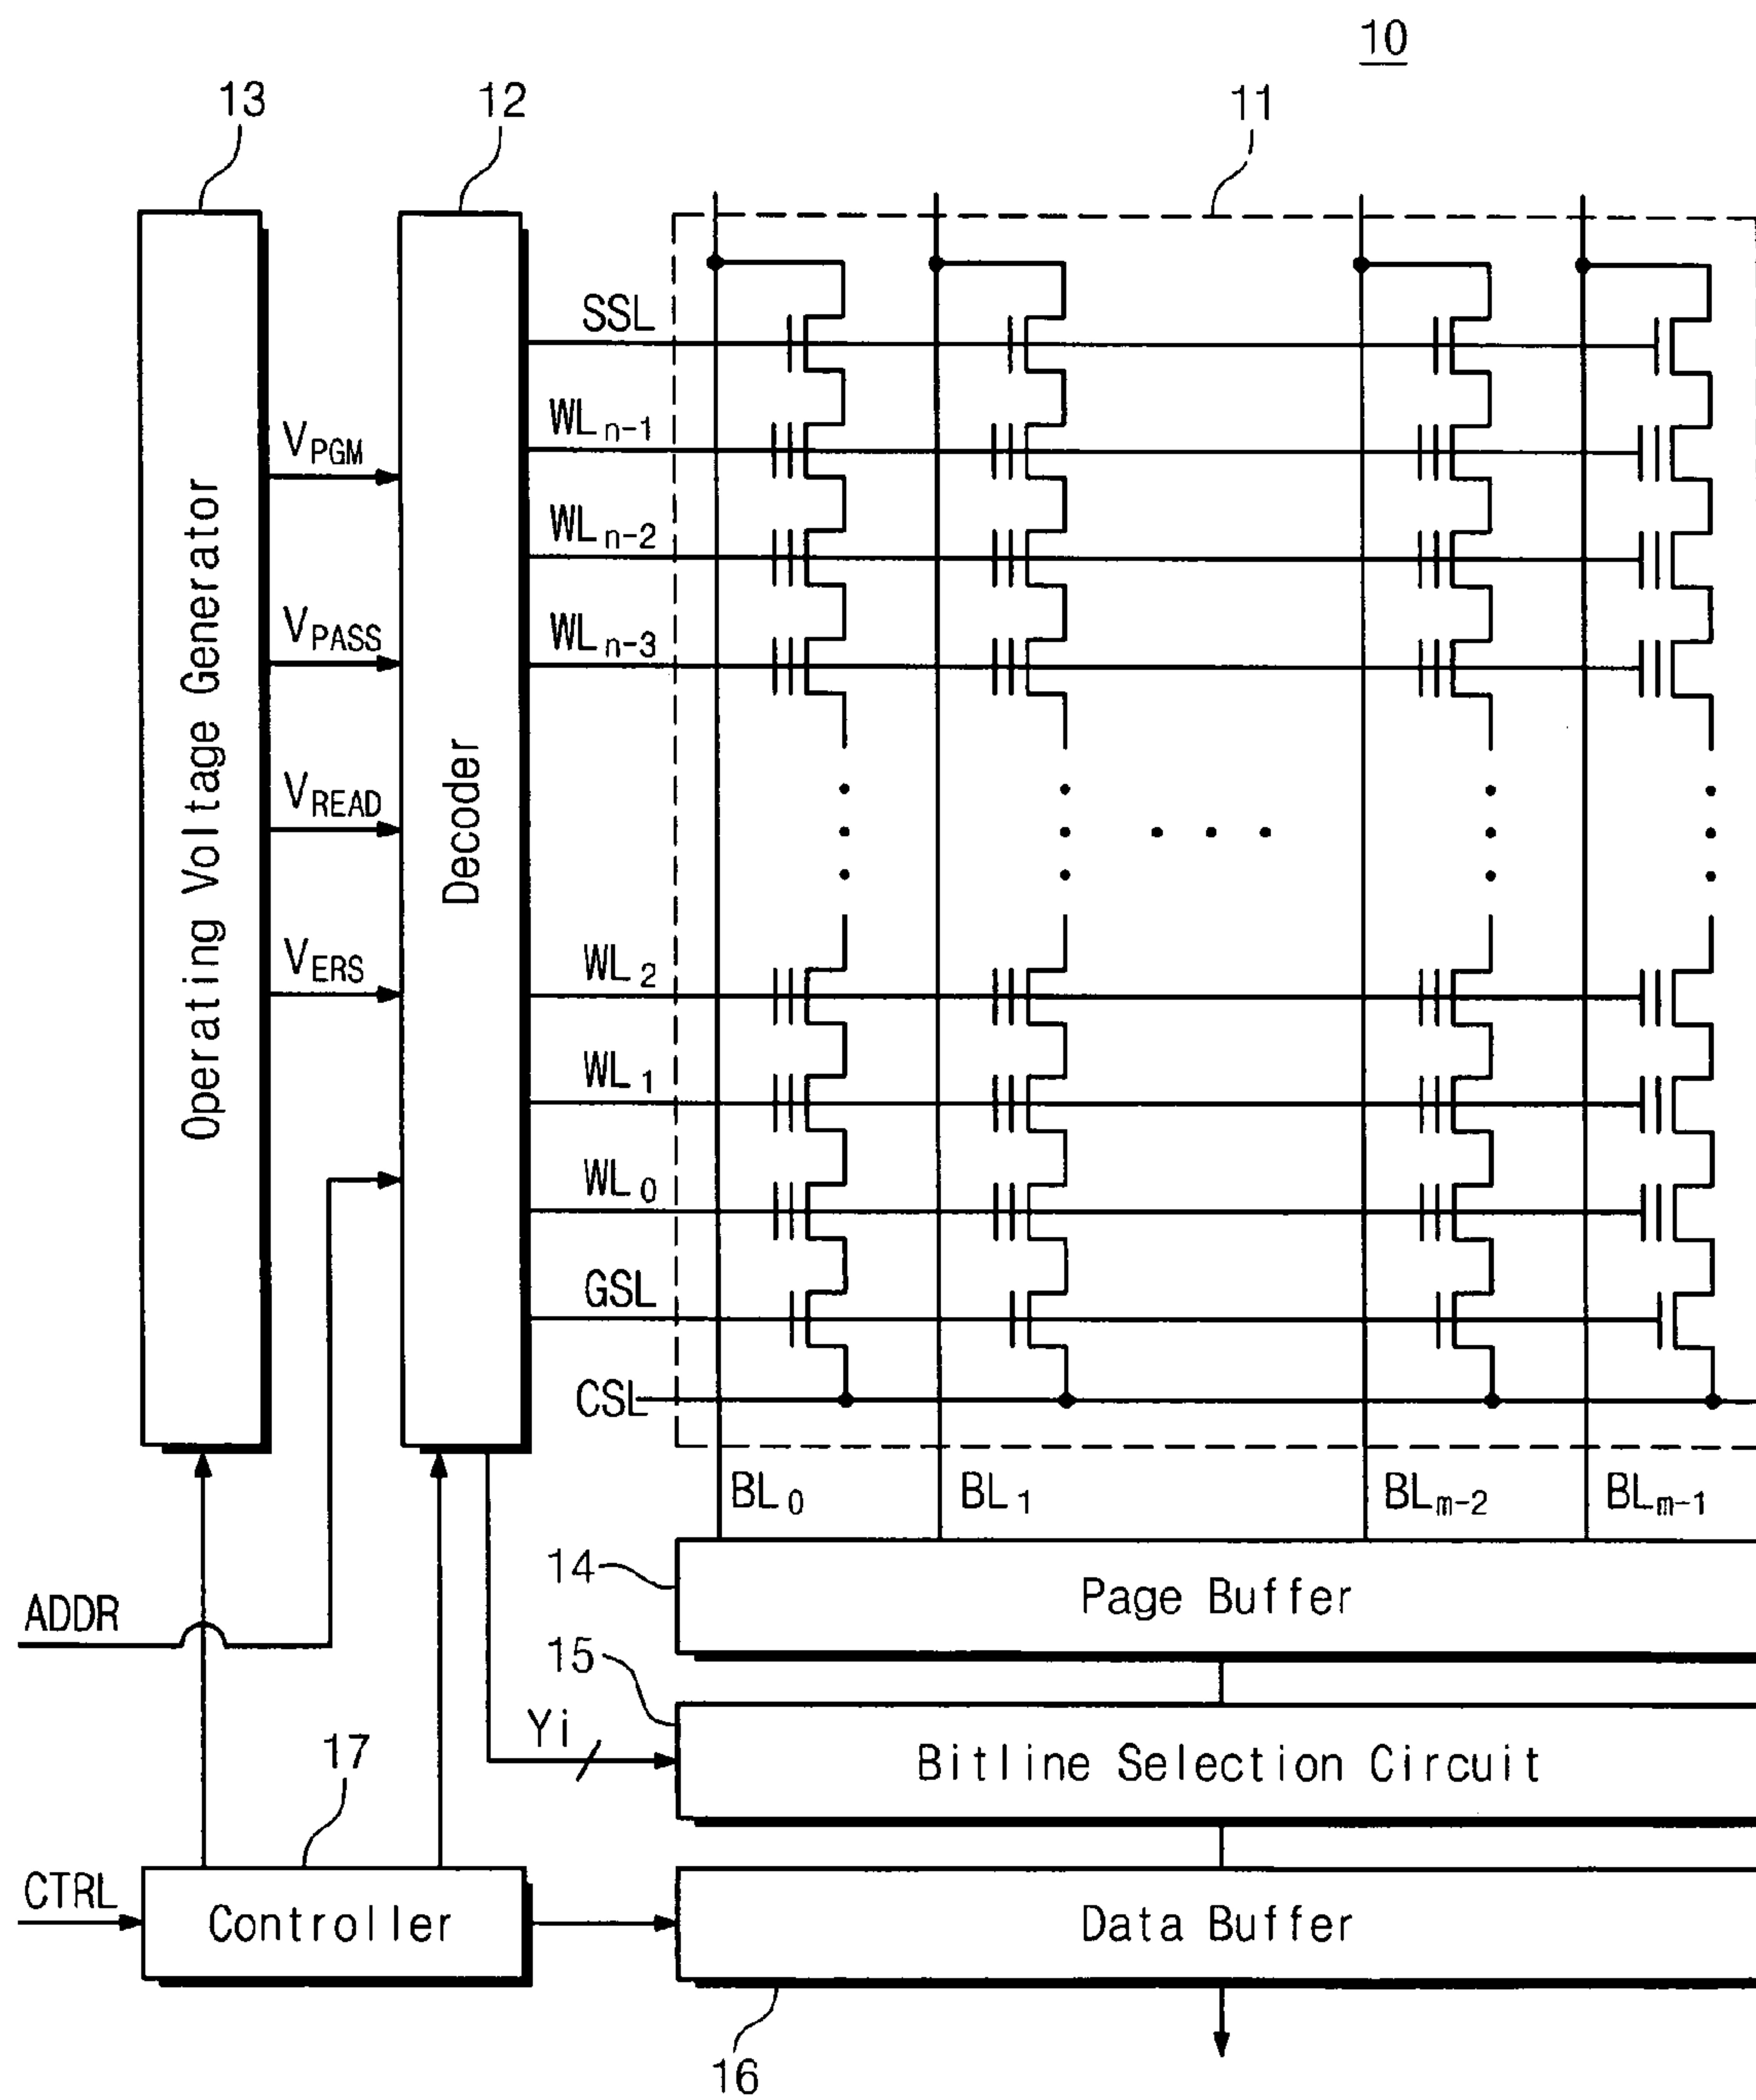 10
13
12
11
SSL
WLn-1
VPGM
WLn-2
VPASS
WLn-3
Operating Voltage Generator
VREAD
Decoder
VERS
WL2
WL1
WL0
GSL
CSL
BL0
BL1
BLm-2
BLm-1
14
Page Buffer
ADDR
15
Yi
Bitline Selection Circuit
17
CTRL
Controller
Data Buffer
16